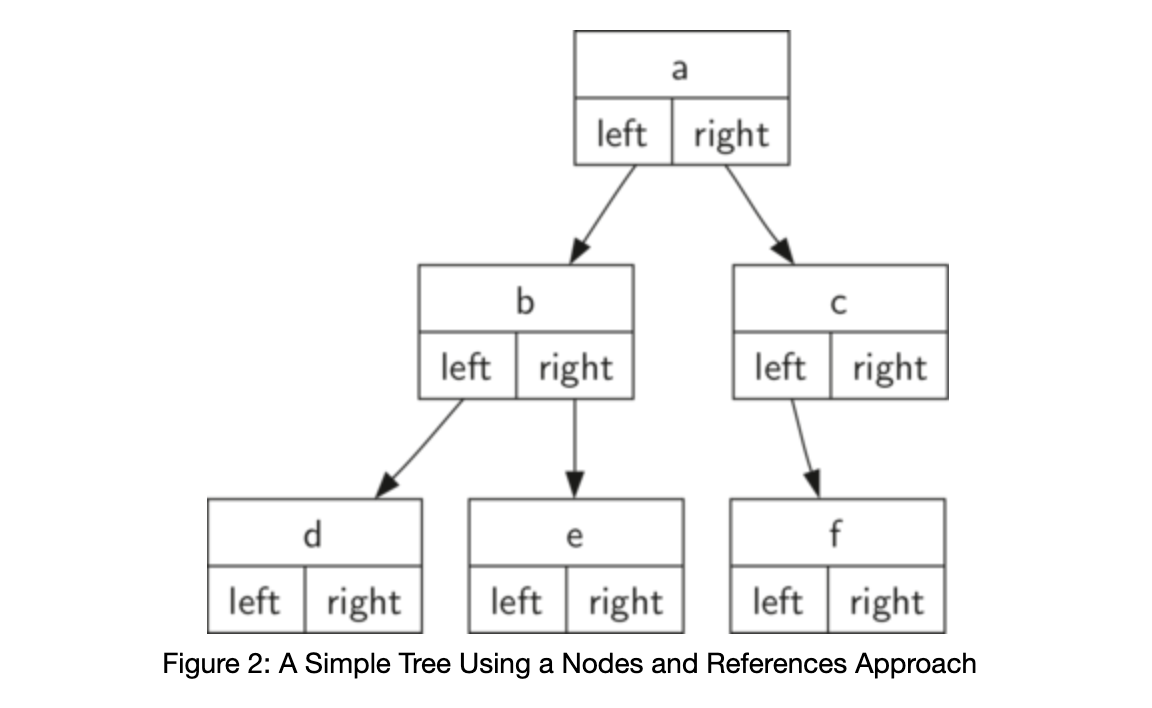 a
left right
b c
left right left right
d e f
left right left right left right
Figure 2: A Simple Tree Using a Nodes and References Approach